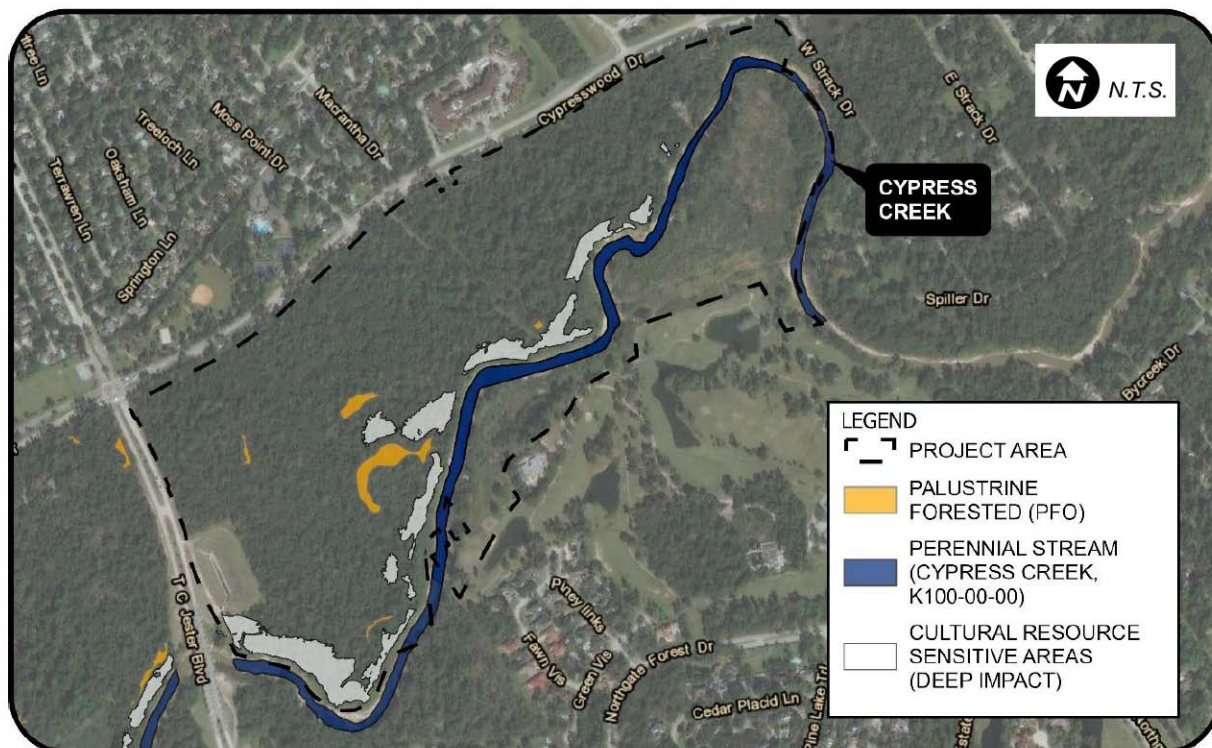 Terrawren Ln
Oaksham Ln
Treeloch Ln
Moss Point Dr
Macrantha Dr
Springton Ln
Cypresswood Dr
W Strack Dr
E Strack Dr
N N.T.S.
CYPRESS
CREEK
Spiller Dr
Bycreek Dr
T C Jester Blvd
Piney links
Fawn Vis
Green Vis
Northgate Forest Dr
Cedar Placid Ln
Pine Lake Trl
LEGEND
PROJECT AREA
PALUSTRINE
FORESTED (PFO)
PERENNIAL STREAM
(CYPRESS CREEK,
K100-00-00)
CULTURAL RESOURCE
SENSITIVE AREAS
(DEEP IMPACT)